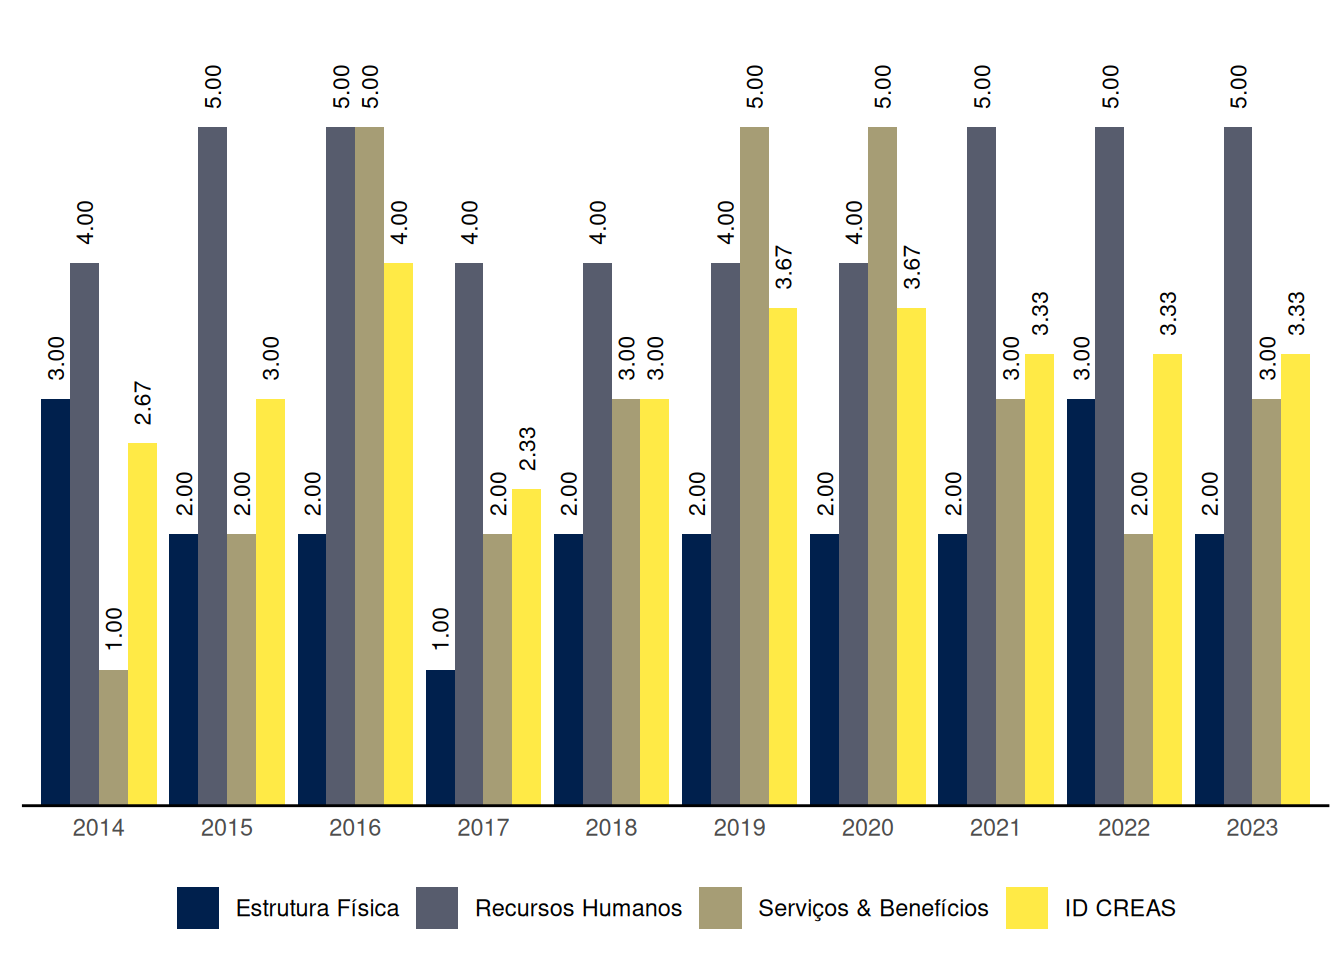 3.00 4.00 1.00 2.67 2.00 5.00 2.00 3.00 2.00 5.00 5.00 4.00 1.00 4.00 2.00 2.33 2.00 4.00 3.00 3.00 2.00 4.00 5.00 3.67 2.00 4.00 5.00 3.67 2.00 5.00 3.00 3.33 3.00 5.00 2.00 3.33 2.00 5.00 3.00 3.33
2014 2015 2016 2017 2018 2019 2020 2021 2022 2023
Estrutura Física Recursos Humanos Serviços & Benefícios ID CREAS